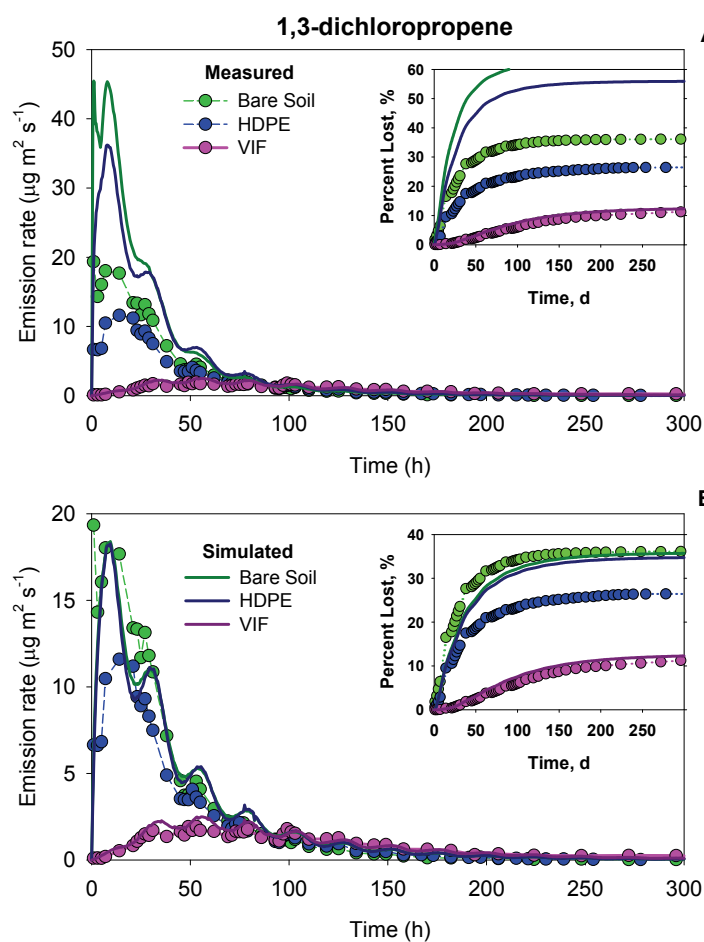 1,3-dichloropropene
A
Emission rate (µg m² s⁻¹)
50
40
30
20
10
0
Measured
Bare Soil
HDPE
VIF
Percent Lost, %
60
50
40
30
20
10
0
0 50 100 150 200 250
Time, d
0 50 100 150 200 250 300
Time (h)
Emission rate (µg m² s⁻¹)
20
15
10
5
0
Simulated
Bare Soil
HDPE
VIF
Percent Lost, %
40
30
20
10
0
0 50 100 150 200 250
Time, d
0 50 100 150 200 250 300
Time (h)